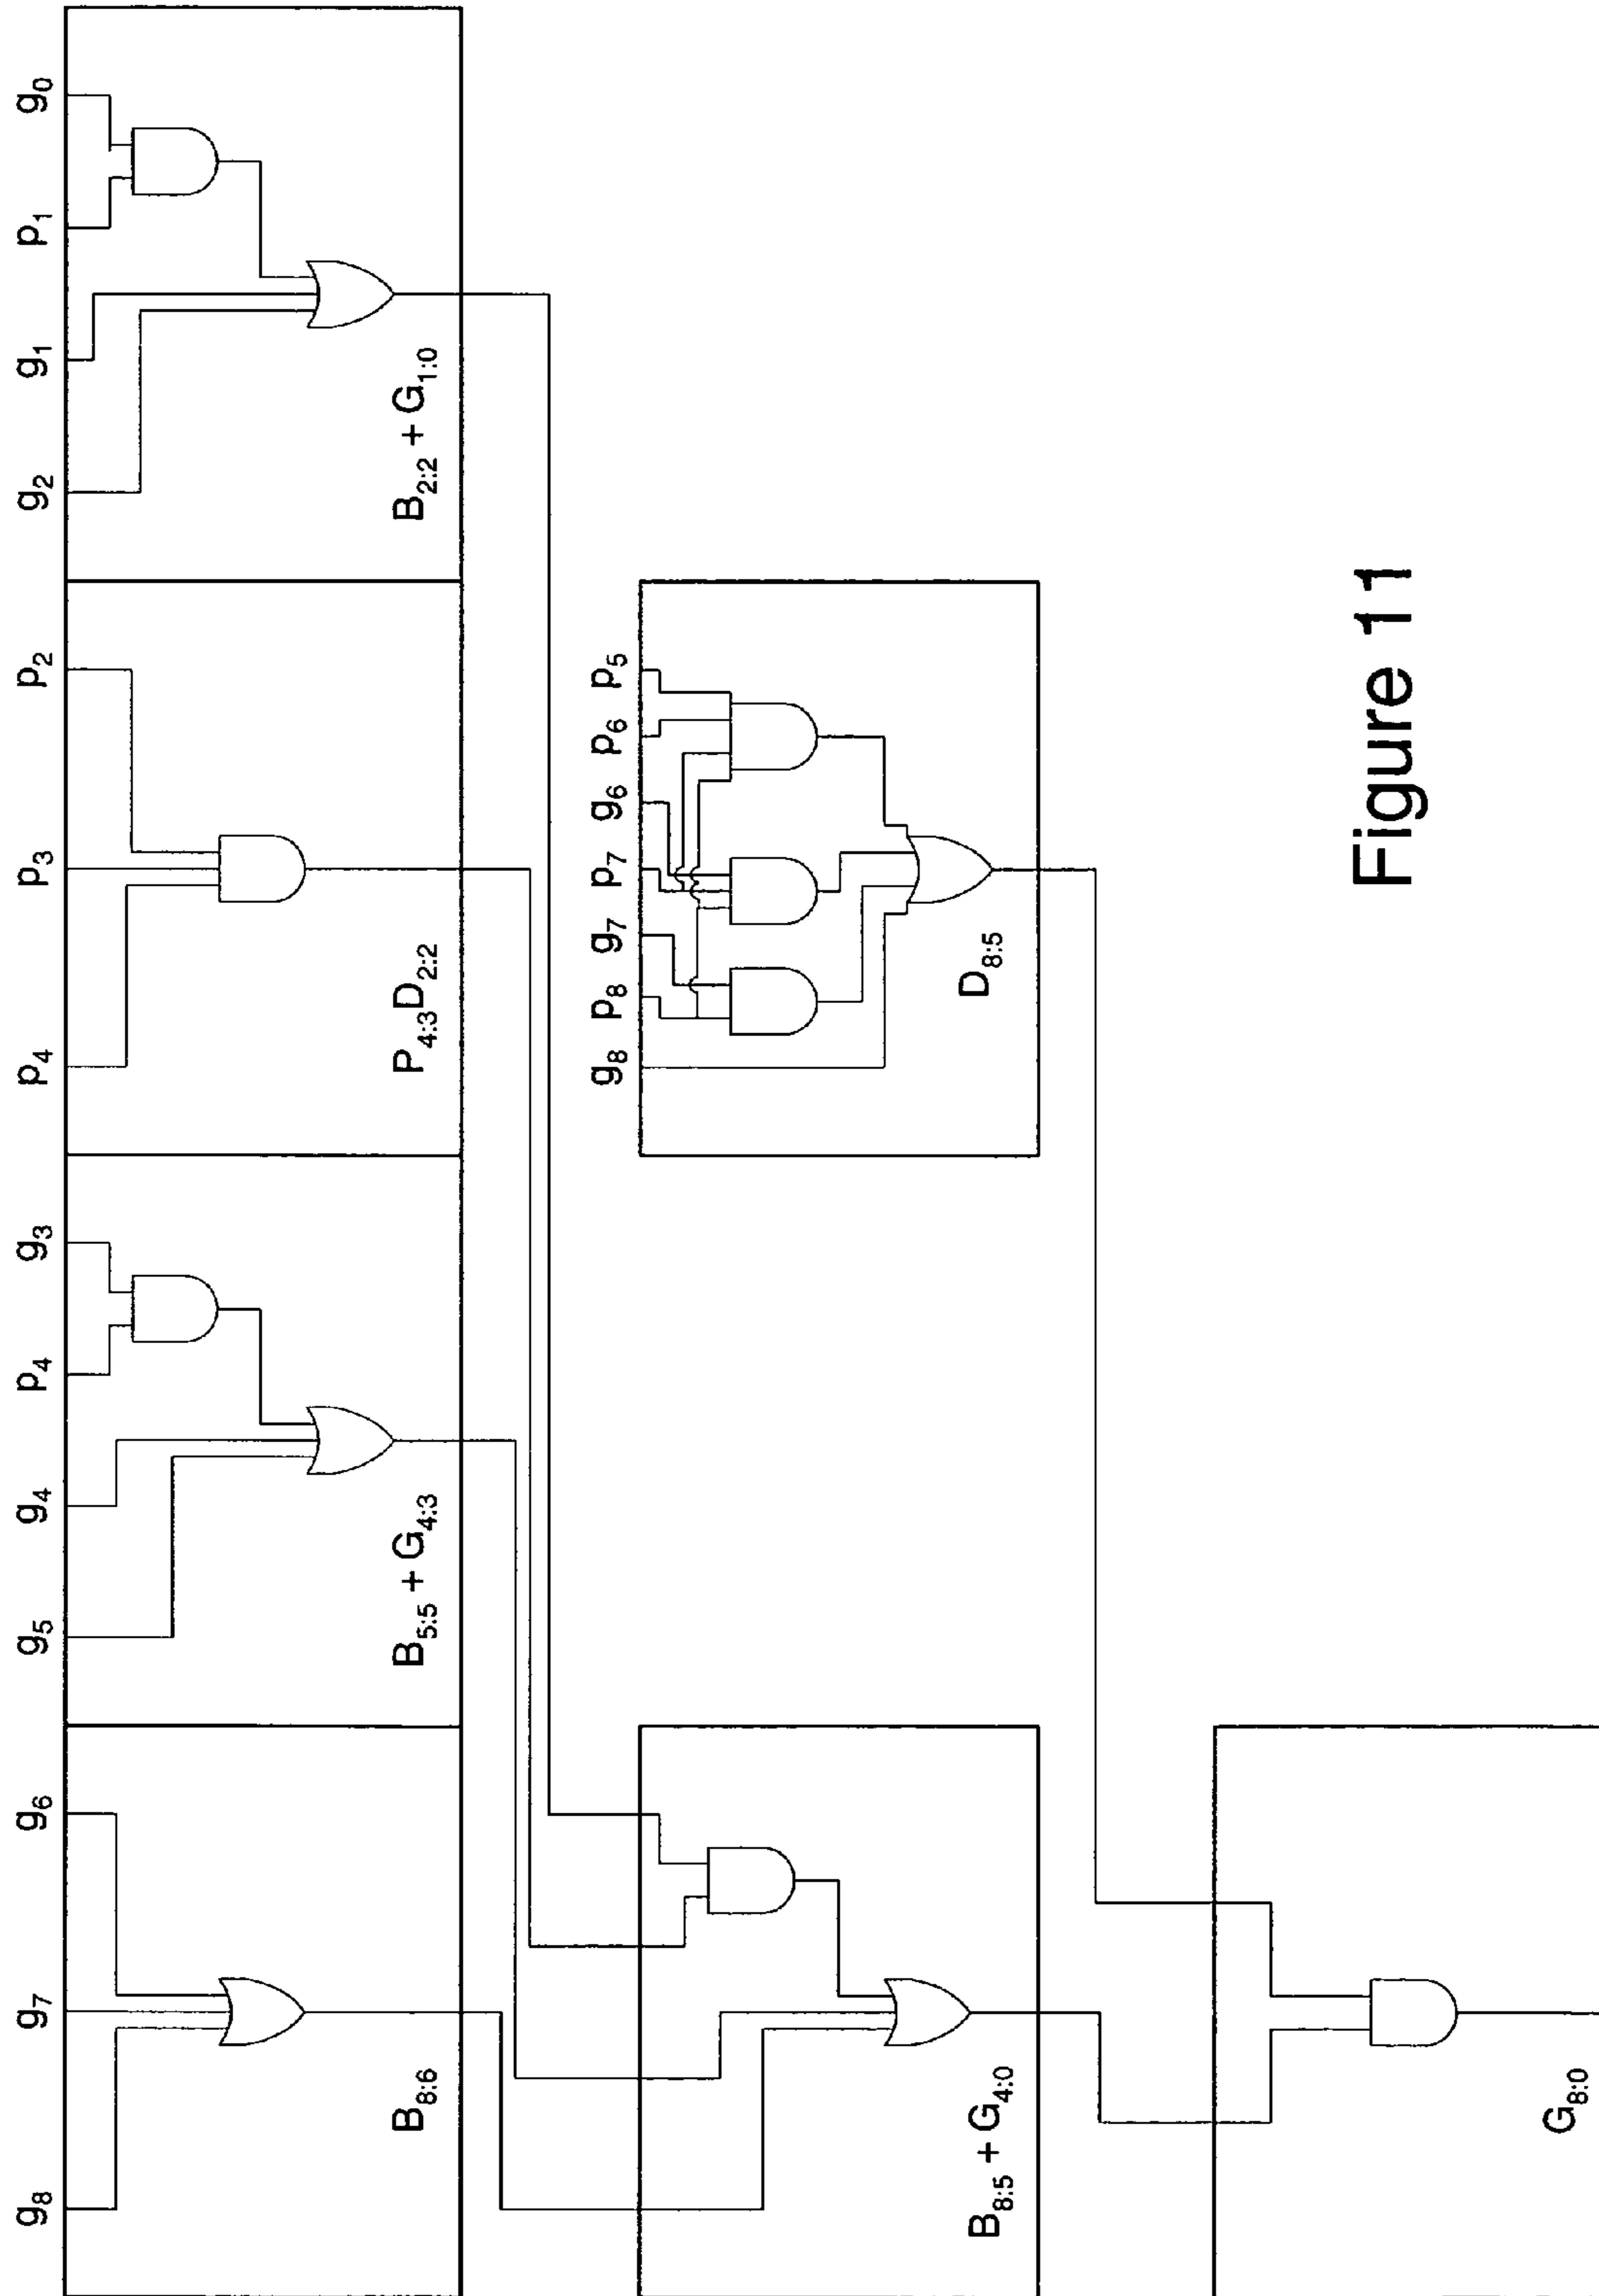 g8 g7 g6 g5 g4 p4 g3 p4 p3 p2 g2 g1 p1 g0
B8:6 B5:5 + G4:3 P4:3D2:2 B2:2 + G1:0
g8 p8 g7 p7 g6 p6 p5
B8:5 + G4:0 D8:5
G8:0
Figure 11